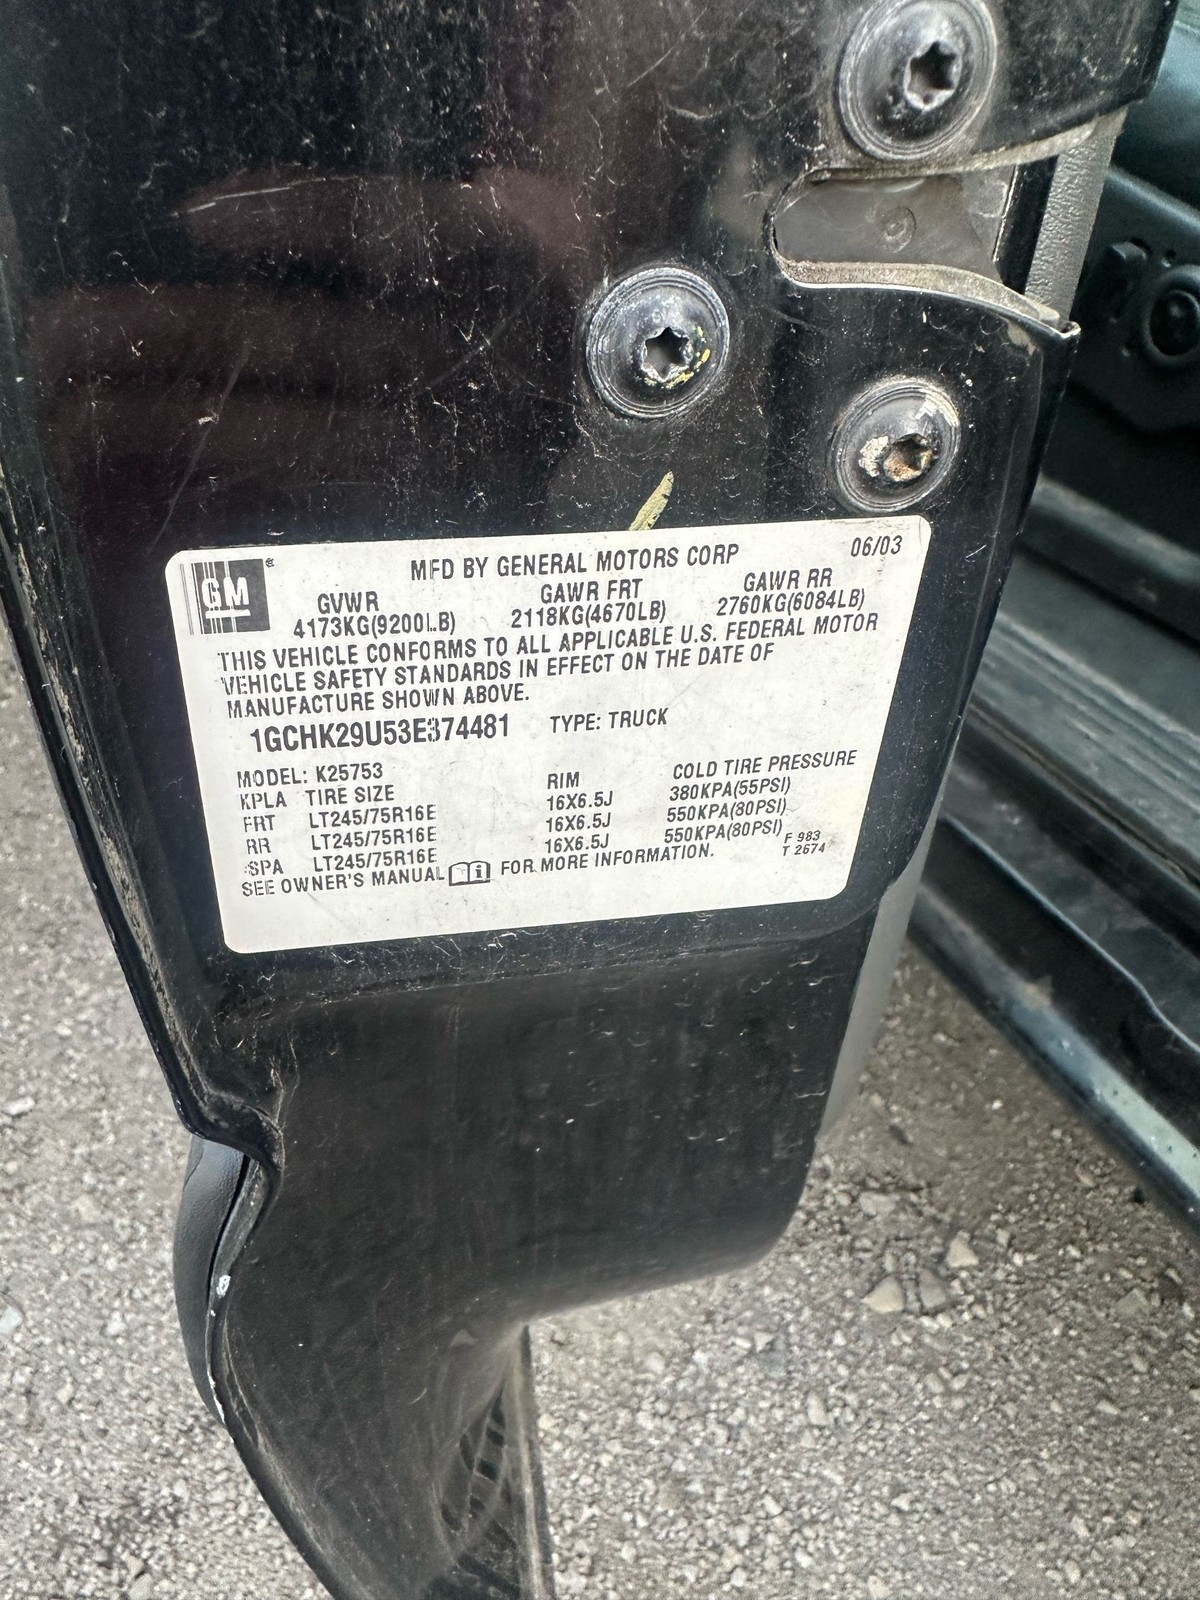 GM
MFD BY GENERAL MOTORS CORP 06/03
GVWR GAWR FRT GAWR RR
4173KG(9200LB) 2118KG(4670LB) 2760KG(6084LB)
THIS VEHICLE CONFORMS TO ALL APPLICABLE U.S. FEDERAL MOTOR
VEHICLE SAFETY STANDARDS IN EFFECT ON THE DATE OF
MANUFACTURE SHOWN ABOVE.
1GCHK29U53E374481 TYPE: TRUCK
MODEL: K25753
KPLA TIRE SIZE RIM COLD TIRE PRESSURE
FRT LT245/75R16E 16X6.5J 380KPA(55PSI)
RR LT245/75R16E 16X6.5J 550KPA(80PSI)
SPA LT245/75R16E 16X6.5J 550KPA(80PSI)
SEE OWNER'S MANUAL i FOR MORE INFORMATION.
F 983
T 2674